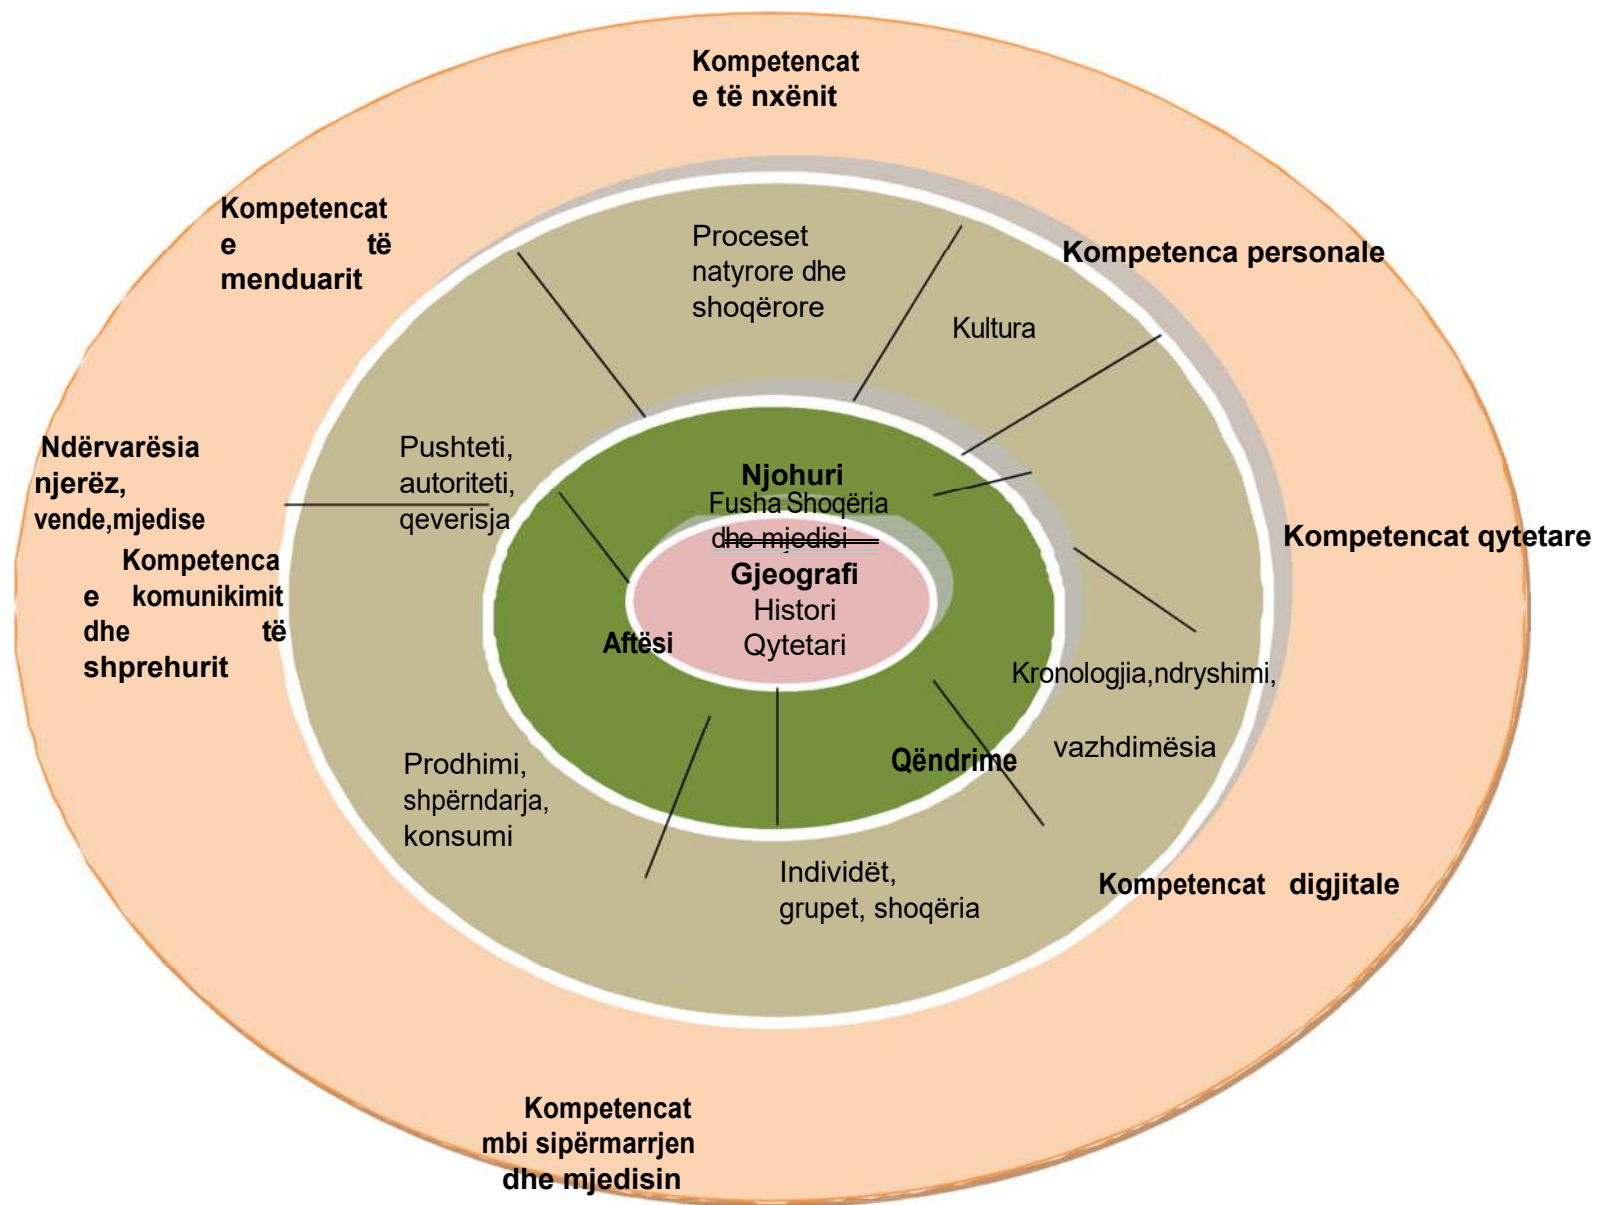 Kompetencat
e të nxënit
Kompetencat
e të
menduarit
Proceset
natyrore dhe
shoqërore
Kompetenca personale
Kultura
Ndërvarësia
njerëz,
vende,mjedise
Pushteti,
autoriteti,
qeverisja
Njohuri
Fusha Shoqëria
dhe mjedisi
Gjeografi
Histori
Qytetari
Kompetencat qytetare
Kompetenca
e komunikimit
dhe të
shprehurit
Aftësi
Kronologjia,ndryshimi,
vazhdimësia
Qëndrime
Prodhimi,
shpërndarja,
konsumi
Individët,
grupet, shoqëria
Kompetencat digjitale
Kompetencat
mbi sipërmarrjen
dhe mjedisin